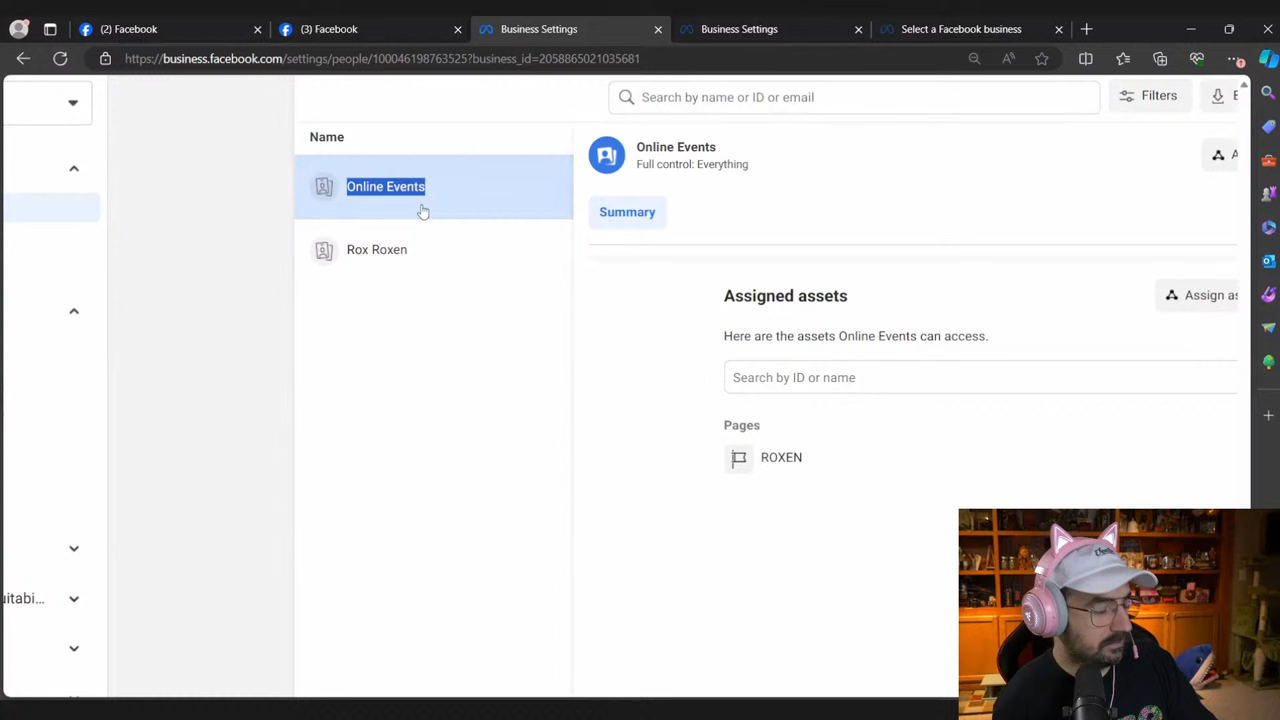 (2) Facebook
(3) Facebook
Business Settings
Business Settings
Select a Facebook business
https://business.facebook.com/settings/people/100046198763525?business_id=2058865021035681
Search by name or ID or email
Filters
E
Name
Online Events
Full control: Everything
A
Online Events
Summary
Rox Roxen
Assigned assets
Assign as
Here are the assets Online Events can access.
Search by ID or name
Pages
ROXEN
uitabi...